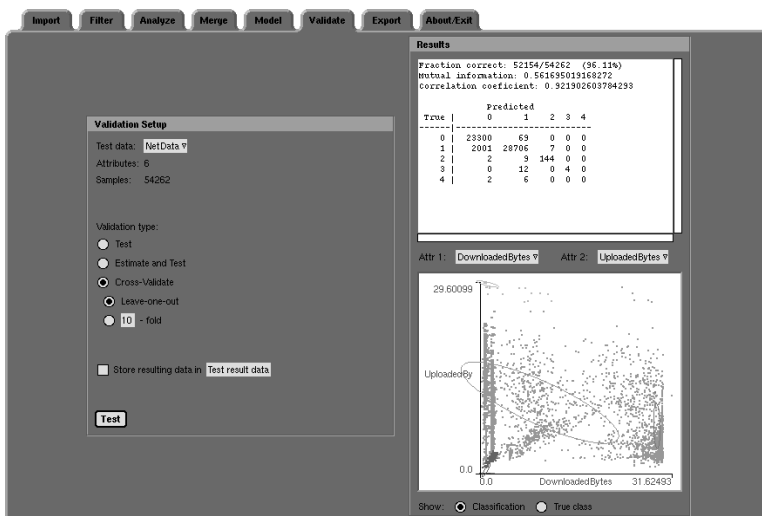 Import Filter Analyze Merge Model Validate Export About/Exit
Validation Setup
Test data: NetData
Attributes: 6
Samples: 54262
Validation type:
Test
Estimate and Test
Cross-Validate
Leave-one-out
10 - fold
Store resulting data in Test result data
Test
Results
Fraction correct: 52154/54262 (96.11%)
Mutual information: 0.561695019168272
Correlation coeficient: 0.921902603784293
Predicted
True | 0 1 2 3 4
------|--------------------------
0 | 23300 69 0 0 0
1 | 2001 28706 7 0 0
2 | 2 9 144 0 0
3 | 0 12 0 4 0
4 | 2 6 0 0 0
Attr 1: DownloadedBytes Attr 2: UploadedBytes
29.60099
UploadedBy
0.0
0.0 DownloadedBytes 31.62493
Show: Classification True class